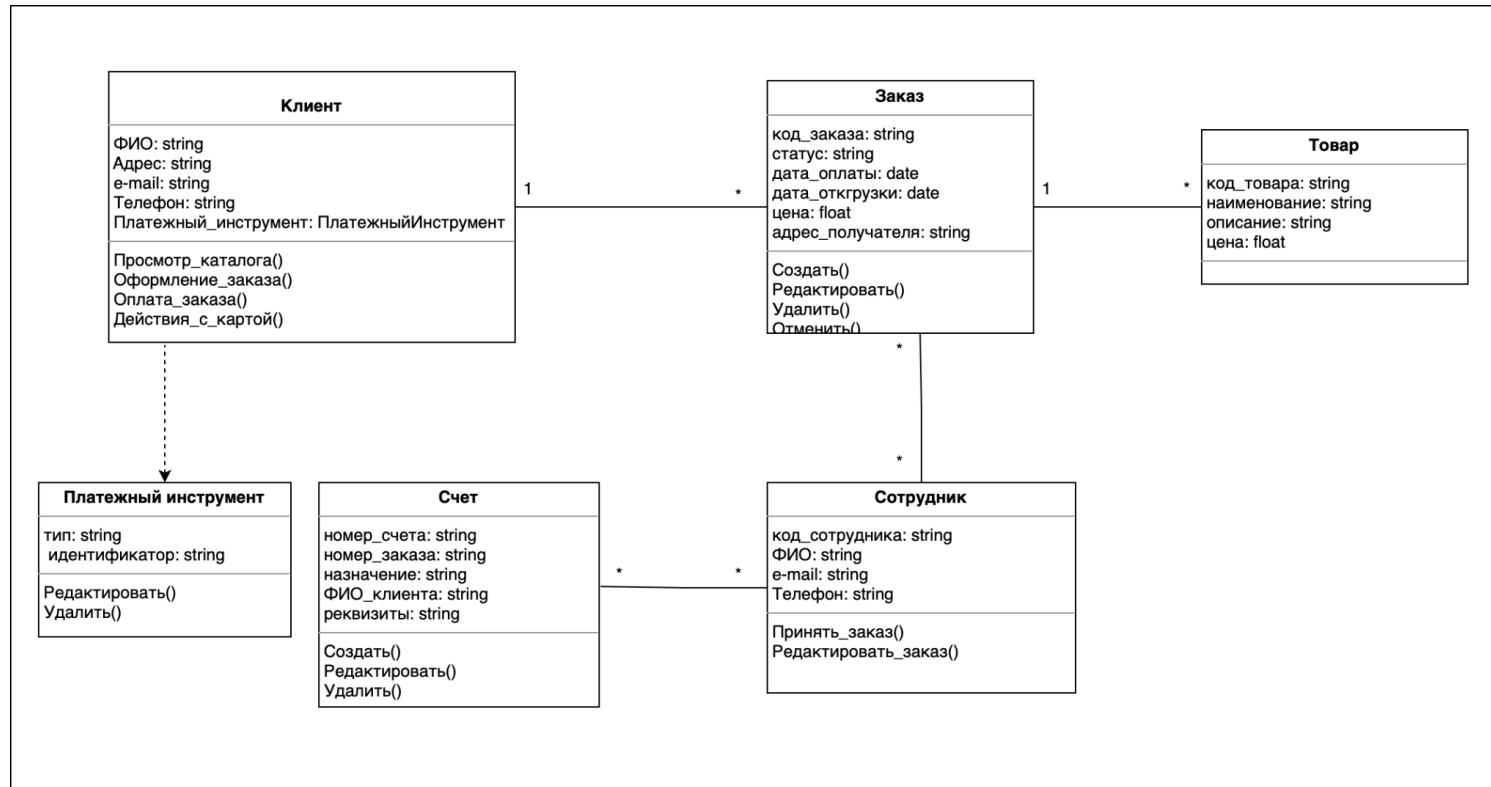 Клиент
ФИО: string
Адрес: string
e-mail: string
Телефон: string
Платежный_инструмент: ПлатежныйИнструмент
Просмотр_каталога()
Оформление_заказа()
Оплата_заказа()
Действия_с_картой()
1
*
Заказ
код_заказа: string
статус: string
дата_оплаты: date
дата_откгрузки: date
цена: float
адрес_получателя: string
Создать()
Редактировать()
Удалить()
Отменить()
1
*
Товар
код_товара: string
наименование: string
описание: string
цена: float
*
*
Платежный инструмент
тип: string
идентификатор: string
Редактировать()
Удалить()
Счет
номер_счета: string
номер_заказа: string
назначение: string
ФИО_клиента: string
реквизиты: string
Создать()
Редактировать()
Удалить()
*
*
Сотрудник
код_сотрудника: string
ФИО: string
e-mail: string
Телефон: string
Принять_заказ()
Редактировать_заказ()